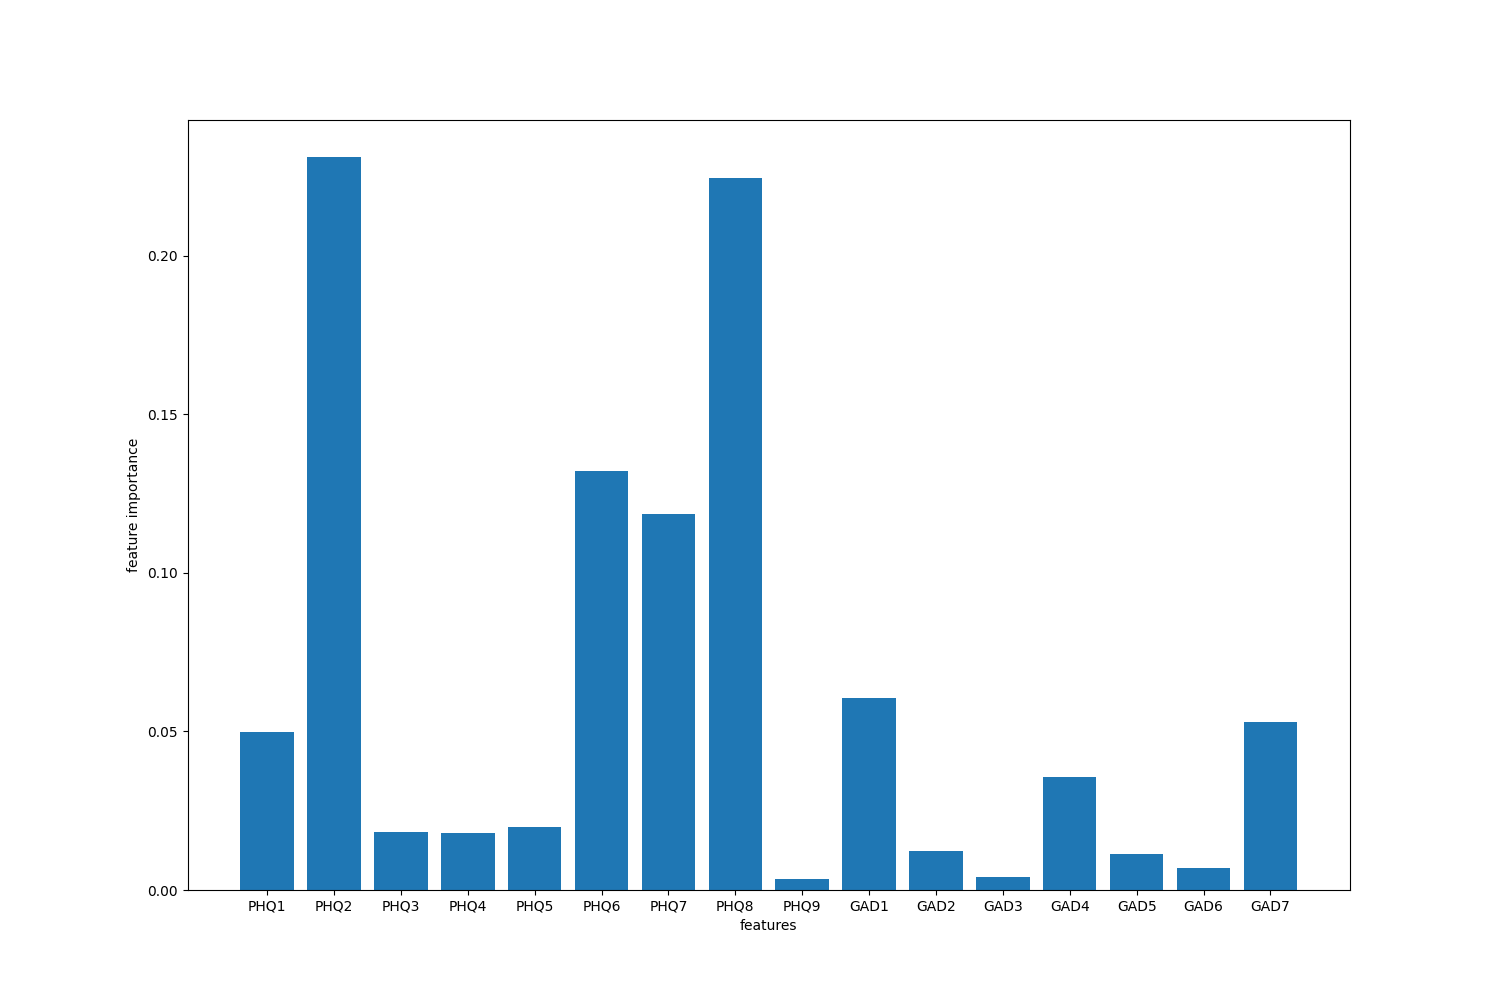 feature importance
0.20
0.15
0.10
0.05
0.00
PHQ1 PHQ2 PHQ3 PHQ4 PHQ5 PHQ6 PHQ7 PHQ8 PHQ9 GAD1 GAD2 GAD3 GAD4 GAD5 GAD6 GAD7
features